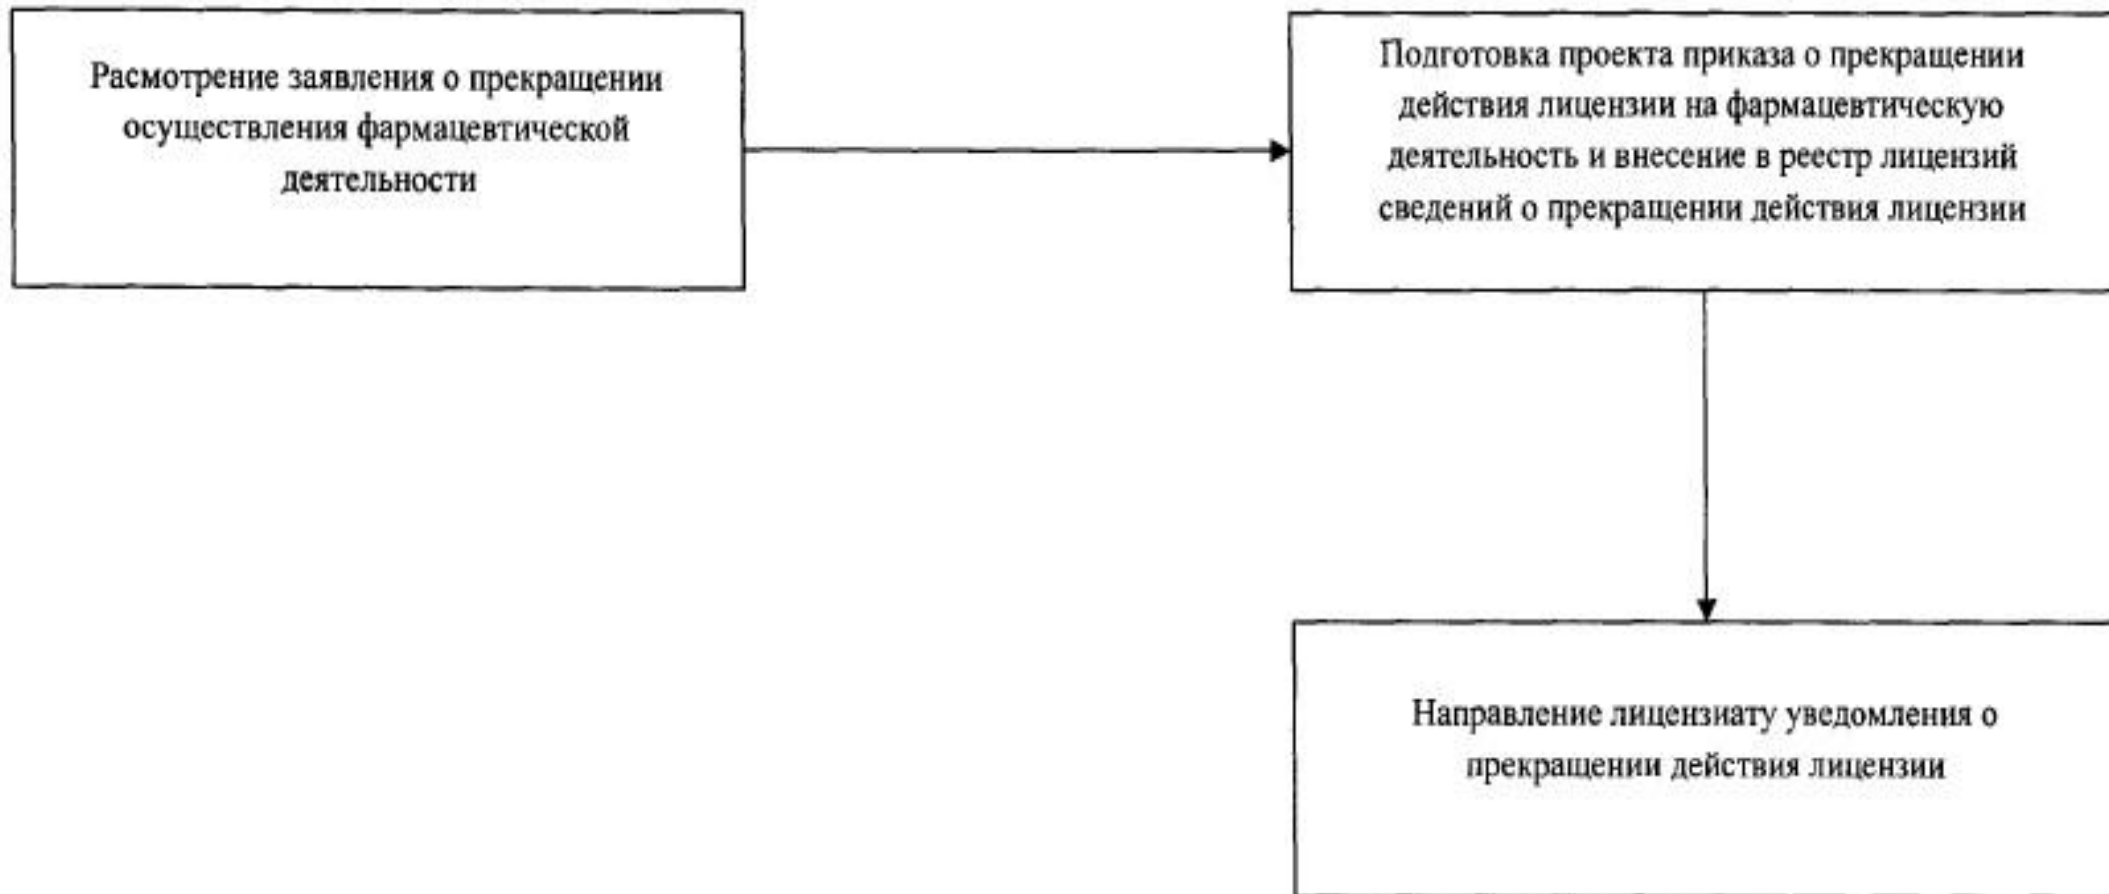 Расмотрение заявления о прекращении
осуществления фармацевтической
деятельности
Подготовка проекта приказа о прекращении
действия лицензии на фармацевтическую
деятельность и внесение в реестр лицензий
сведений о прекращении действия лицензии
Направление лицензиату уведомления о
прекращении действия лицензии